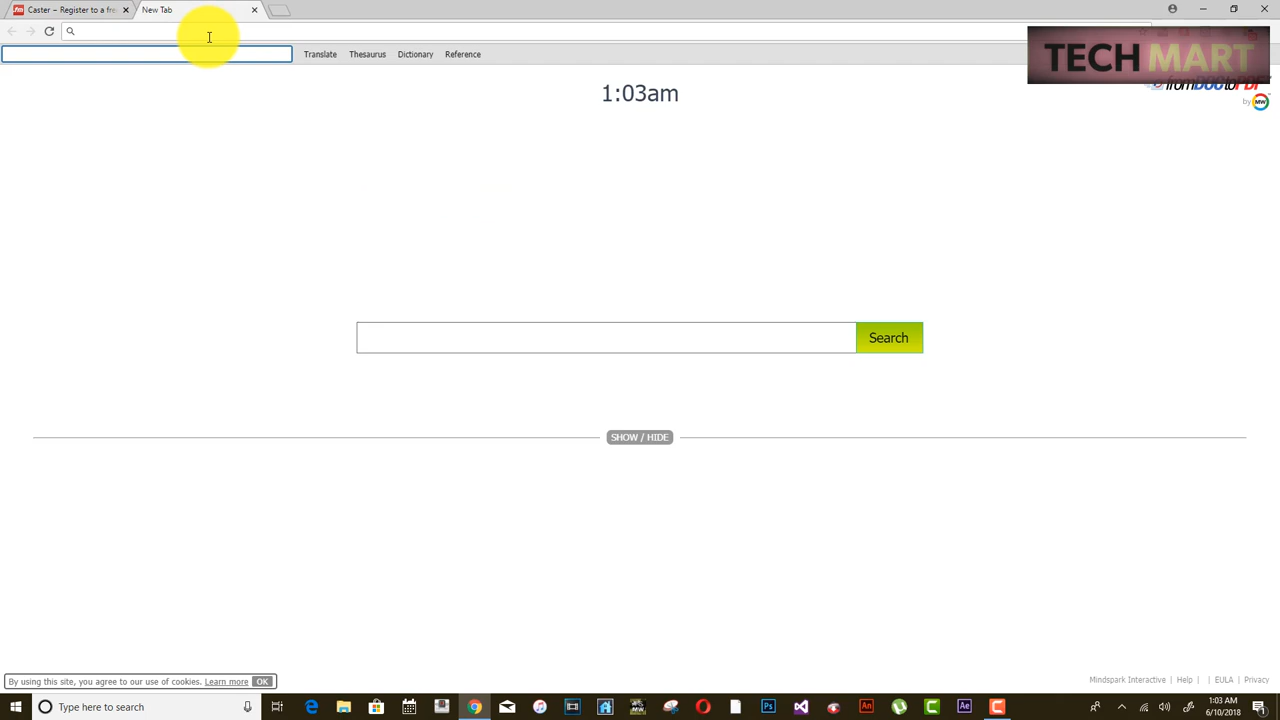 Caster – Register to a fre
New Tab
Translate Thesaurus Dictionary Reference
TECH MART
fromDOCtoPDF
by MW
1:03am
Search
SHOW / HIDE
By using this site, you agree to our use of cookies. Learn more OK
Mindspark Interactive | Help | | EULA | Privacy
Type here to search
1:03 AM
6/10/2018